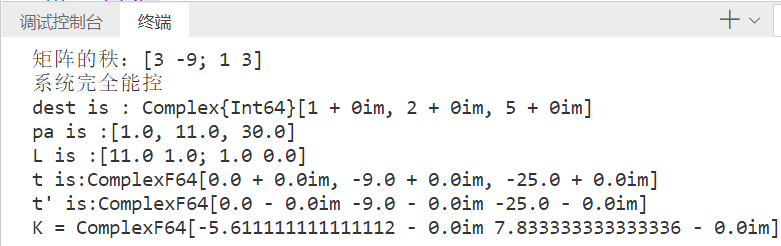 调试控制台 终端
矩阵的秩: [3 -9; 1 3]
系统完全能控
dest is : Complex{Int64}[1 + 0im, 2 + 0im, 5 + 0im]
pa is :[1.0, 11.0, 30.0]
L is :[11.0 1.0; 1.0 0.0]
t is:ComplexF64[0.0 + 0.0im, -9.0 + 0.0im, -25.0 + 0.0im]
t' is:ComplexF64[0.0 - 0.0im -9.0 - 0.0im -25.0 - 0.0im]
K = ComplexF64[-5.611111111111112 - 0.0im 7.833333333333336 - 0.0im]